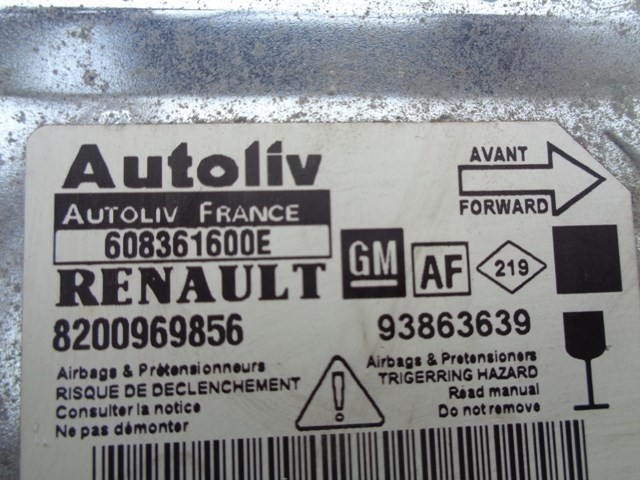 Autoliv
AUTOLIV FRANCE
608361600E
RENAULT
8200969856
GM
AF
219
AVANT
FORWARD
93863639
Airbags & Prétensionneurs
RISQUE DE DECLENCHEMENT
Consulter la notice
Ne pas démonter
Airbags & Pretensioners
TRIGERRING HAZARD
Réad manual
Do not remove